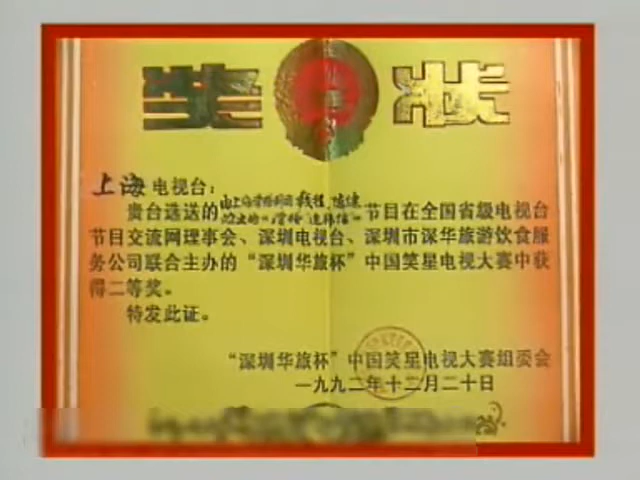 奖状
上海电视台：
贵台选送的
节目在全国省级电视台
节目交流网理事会、深圳电视台、深圳市深华旅游饮食服
务公司联合主办的“深圳华旅杯”中国笑星电视大赛中获
得二等奖。
特发此证。
“深圳华旅杯”中国笑星电视大赛组委会
一九九二年十二月二十日